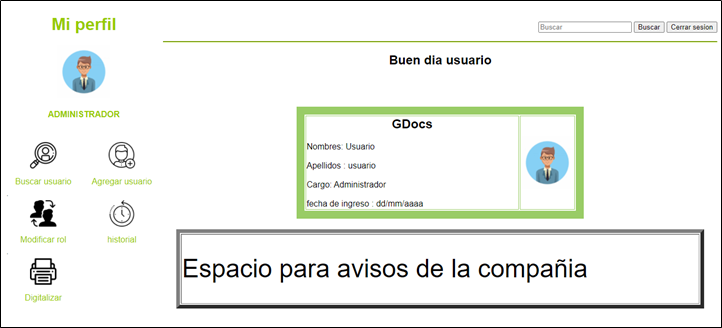 Mi perfil
ADMINISTRADOR
Buscar usuario
Agregar usuario
Modificar rol
historial
Digitalizar
Buscar
Buscar
Cerrar sesion
Buen dia usuario
GDocs
Nombres: Usuario
Apellidos : usuario
Cargo: Administrador
fecha de ingreso : dd/mm/aaaa
Espacio para avisos de la compañia